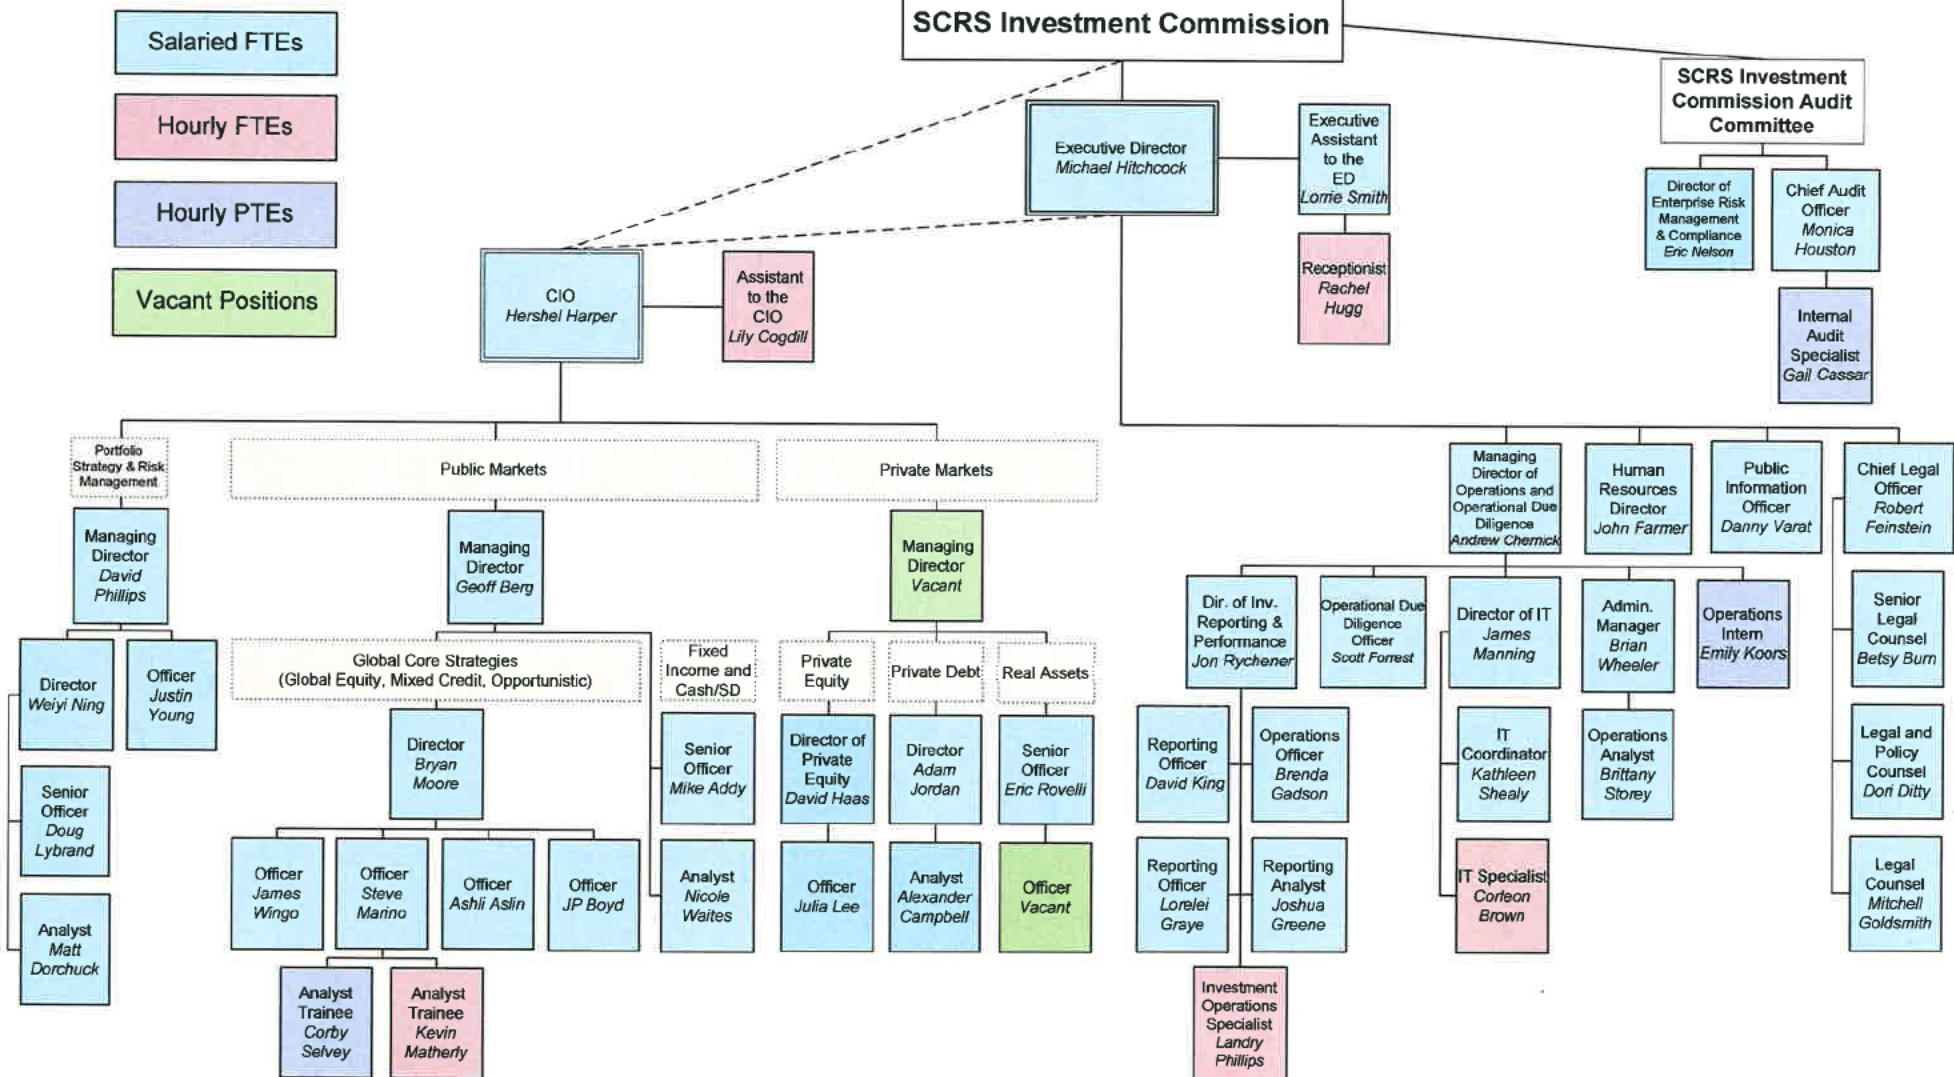 SCRS Investment Commission
Salaried FTEs
Hourly FTEs
Hourly PTEs
Vacant Positions
SCRS Investment
Commission Audit
Committee
Executive Director
Michael Hitchcock
Executive
Assistant
to the
ED
Lorrie Smith
Receptionist
Rachel
Hugg
Director of
Enterprise Risk
Management
& Compliance
Eric Nelson
Chief Audit
Officer
Monica
Houston
Internal
Audit
Specialist
Gail Cassar
CIO
Hershel Harper
Assistant
to the
CIO
Lily Cogdill
Portfolio
Strategy & Risk
Management
Public Markets
Private Markets
Managing
Director
David
Phillips
Managing
Director
Geoff Berg
Managing
Director
Vacant
Managing
Director of
Operations and
Operational Due
Diligence
Andrew Chernick
Human
Resources
Director
John Farmer
Public
Information
Officer
Danny Varat
Chief Legal
Officer
Robert
Feinstein
Director
Weiyi Ning
Officer
Justin
Young
Senior
Officer
Doug
Lybrand
Analyst
Matt
Dorchuck
Global Core Strategies
(Global Equity, Mixed Credit, Opportunistic)
Fixed
Income and
Cash/SD
Private
Equity
Private Debt
Real Assets
Director
Bryan
Moore
Senior
Officer
Mike Addy
Director of
Private
Equity
David Haas
Director
Adam
Jordan
Senior
Officer
Eric Rovelli
Officer
James
Wingo
Officer
Steve
Marino
Officer
Ashli Aslin
Officer
JP Boyd
Analyst
Nicole
Waites
Officer
Julia Lee
Analyst
Alexander
Campbell
Officer
Vacant
Analyst
Trainee
Corby
Selvey
Analyst
Trainee
Kevin
Matherly
Dir. of Inv.
Reporting &
Performance
Jon Rychener
Operational Due
Diligence
Officer
Scott Forrest
Director of IT
James
Manning
Admin.
Manager
Brian
Wheeler
Operations
Intern
Emily Koors
Senior
Legal
Counsel
Betsy Burn
Reporting
Officer
David King
Operations
Officer
Brenda
Gadson
IT
Coordinator
Kathleen
Shealy
Operations
Analyst
Brittany
Storey
Legal and
Policy
Counsel
Dori Ditty
Reporting
Officer
Lorelei
Graye
Reporting
Analyst
Joshua
Greene
IT Specialist
Corleon
Brown
Legal
Counsel
Mitchell
Goldsmith
Investment
Operations
Specialist
Landry
Phillips